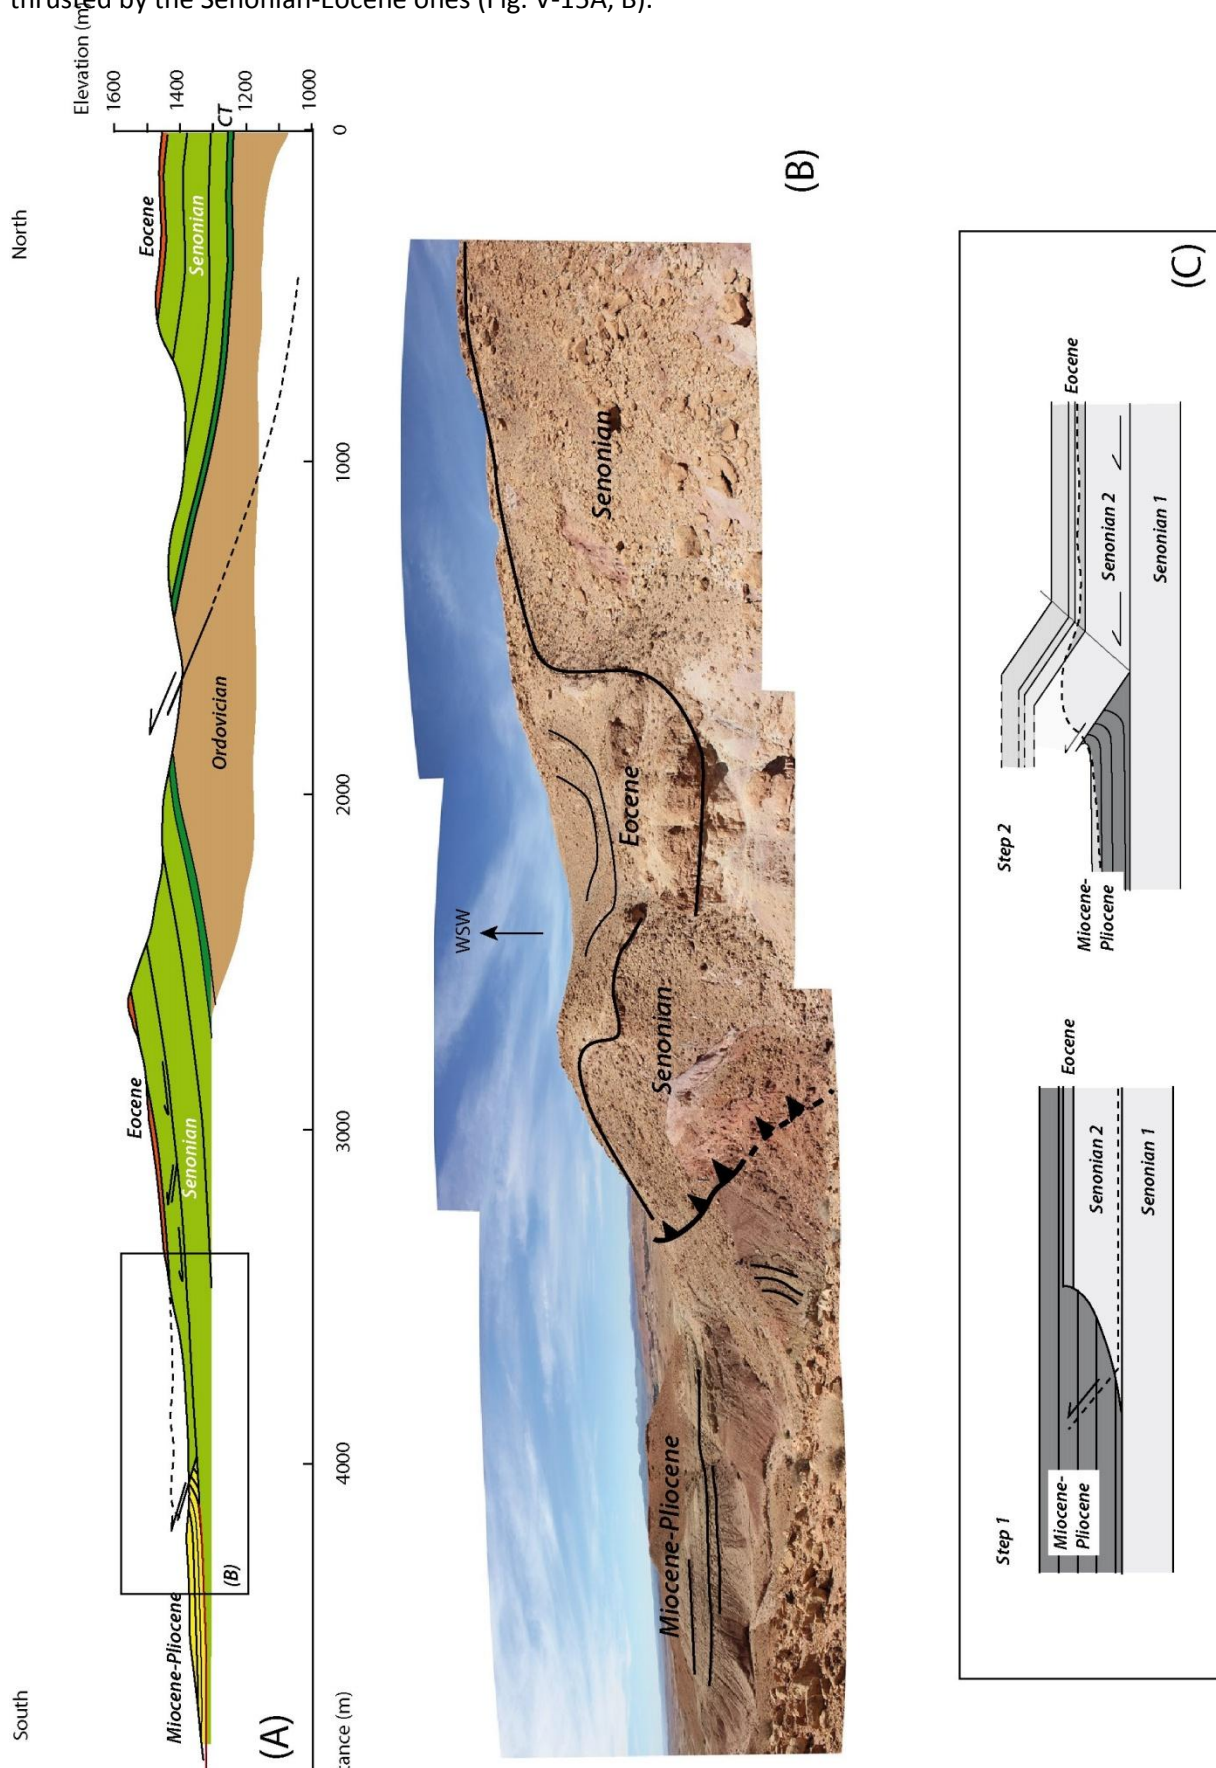 thrusted by the Senonian-Eocene ones (Fig. V-15A, B).
South
North
Elevation (m)
1600
1400
1200
1000
CT
Eocene
Senonian
Ordovician
Eocene
Senonian
Miocene-Pliocene
(B)
(A)
0
1000
2000
3000
4000
tance (m)
WSW
Miocene-Pliocene
Senonian
Eocene
Senonian
(B)
Step 1
Miocene-
Pliocene
Eocene
Senonian 2
Senonian 1
Step 2
Miocene-
Pliocene
Eocene
Senonian 2
Senonian 1
(C)